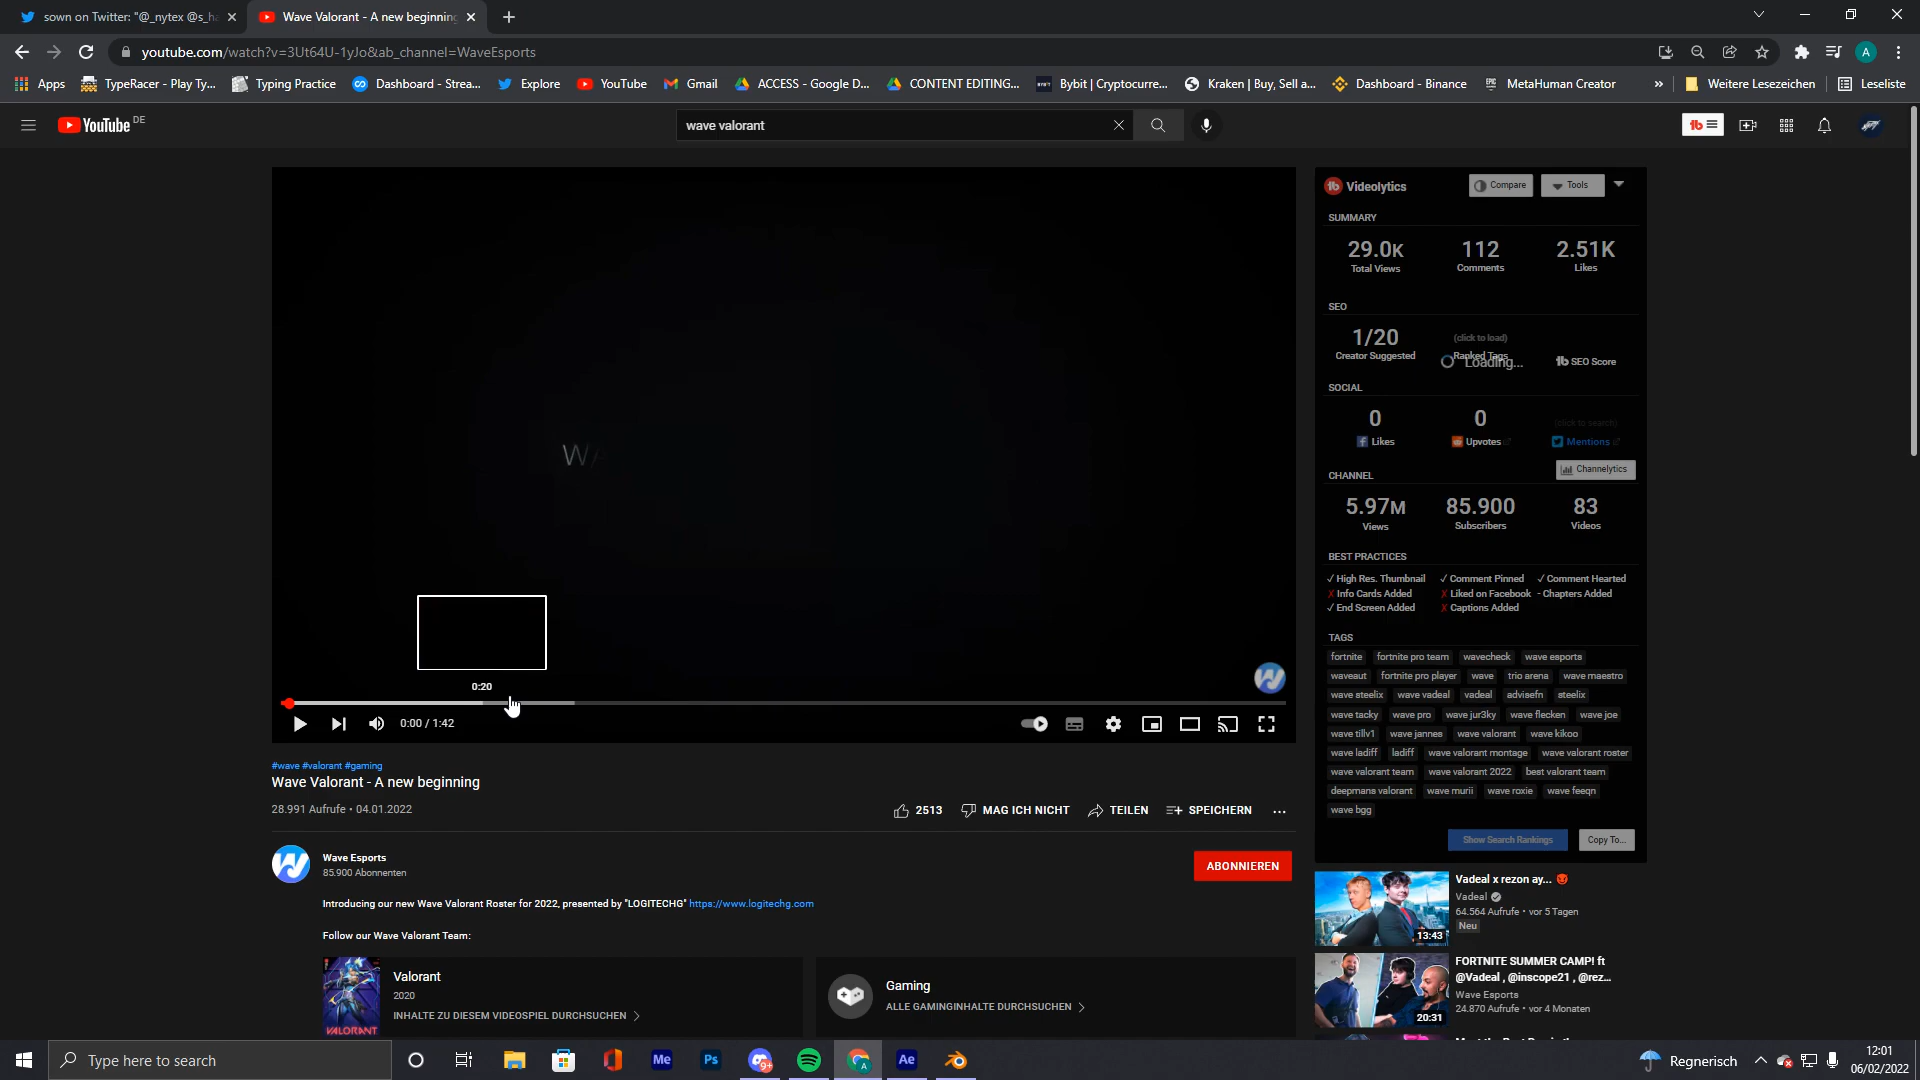 sown on Twitter: "@_nytex @s_ha
Wave Valorant - A new beginning
youtube.com/watch?v=3Ut64U-1yJo&ab_channel=WaveEsports
A
Apps
TypeRacer - Play Ty...
Typing Practice
Dashboard - Strea...
Explore
YouTube
Gmail
ACCESS - Google D...
CONTENT EDITING...
Bybit | Cryptocurre...
Kraken | Buy, Sell a...
Dashboard - Binance
MetaHuman Creator
»
Weitere Lesezeichen
Leseliste
YouTube DE
wave valorant
WA
0:20
0:00 / 1:42
#wave #valorant #gaming
Wave Valorant - A new beginning
28.991 Aufrufe • 04.01.2022
2513 MAG ICH NICHT TEILEN SPEICHERN ...
Wave Esports
85.900 Abonnenten
ABONNIEREN
Introducing our new Wave Valorant Roster for 2022, presented by "LOGITECHG" https://www.logitechg.com
Follow our Wave Valorant Team:
VALORANT
Valorant
2020
INHALTE ZU DIESEM VIDEOSPIEL DURCHSUCHEN
Gaming
ALLE GAMINGINHALTE DURCHSUCHEN
Videolytics
Compare
Tools
SUMMARY
29.0K 112 2.51K
Total Views Comments Likes
SEO
1/20 (click to load)
Creator Suggested Ranked Tags Loading... SEO Score
SOCIAL
0 0 (click to search)
Likes Upvotes Mentions
CHANNEL Channelytics
5.97M 85.900 83
Views Subscribers Videos
BEST PRACTICES
✓ High Res. Thumbnail ✓ Comment Pinned ✓ Comment Hearted
✗ Info Cards Added ✗ Liked on Facebook - Chapters Added
✓ End Screen Added ✗ Captions Added
TAGS
fortnite fortnite pro team wavecheck wave esports
waveaut fortnite pro player wave trio arena wave maestro
wave steelix wave vadeal vadeal advisefn steelix
wave tacky wave pro wave jur3ky wave flecken wave joe
wave tillv1 wave jannes wave valorant wave kikoo
wave ladiff ladiff wave valorant montage wave valorant roster
wave valorant team wave valorant 2022 best valorant team
deepmans valorant wave murii wave roxie wave feeqn
wave bgg
Show Search Rankings
Copy To...
Vadeal x rezon ay...
Vadeal
64.564 Aufrufe • vor 5 Tagen
Neu
13:43
FORTNITE SUMMER CAMP! ft
@Vadeal , @inscope21 , @rez...
Wave Esports
24.870 Aufrufe • vor 4 Monaten
20:31
Type here to search
Me
Ps
9+
A
Ae
Regnerisch
12:01
06/02/2022